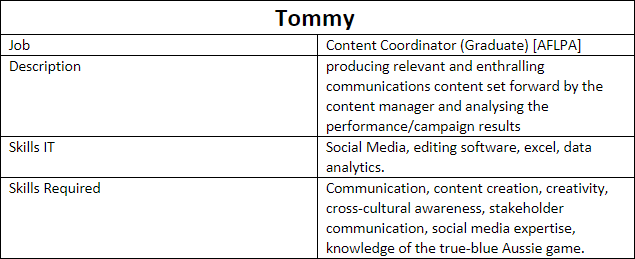 Tommy
Job
Content Coordinator (Graduate) [AFLPA]
Description
producing relevant and enthralling
communications content set forward by the
content manager and analysing the
performance/campaign results
Skills IT
Social Media, editing software, excel, data
analytics.
Skills Required
Communication, content creation, creativity,
cross-cultural awareness, stakeholder
communication, social media expertise,
knowledge of the true-blue Aussie game.